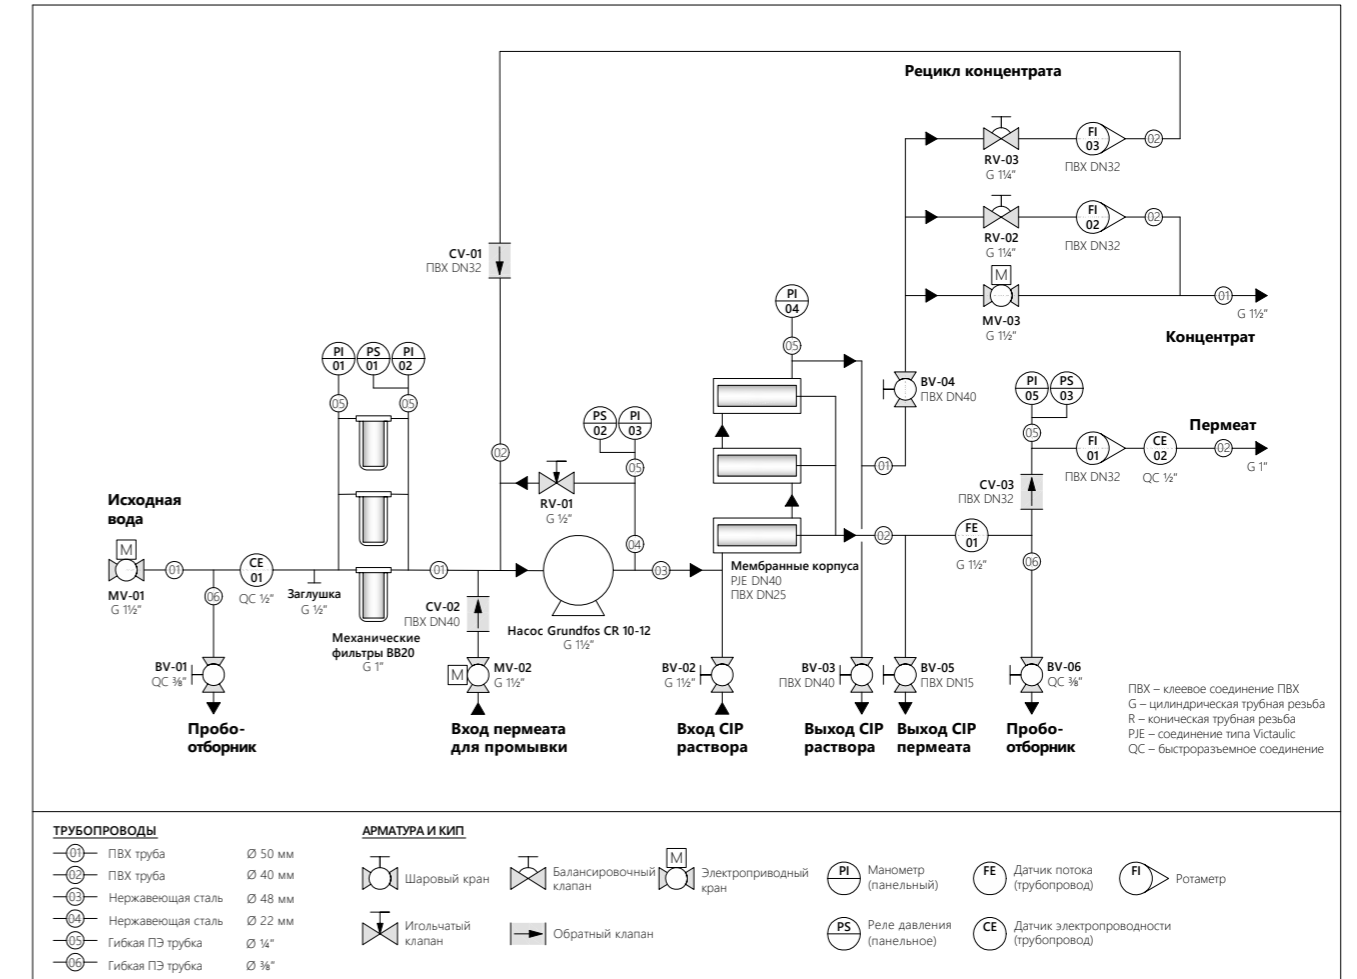 Рецикл концентрата
FI
03
02
RV-03
G 1¼"
ПВХ DN32
FI
02
02
RV-02
G 1¼"
ПВХ DN32
M
MV-03
G 1½"
01
G 1½"
Концентрат
CV-01
ПВХ DN32
PI
04
05
PI
01
PS
01
PI
02
05
05
BV-04
ПВХ DN40
PI
05
PS
03
05
Пермеат
FI
01
CE
02
02
ПВХ DN32
QC ½"
G 1"
PS
02
PI
03
05
02
RV-01
G ½"
01
CV-03
ПВХ DN32
Исходная
вода
M
MV-01
G 1½"
01
06
CE
01
QC ½"
Заглушка
G ½"
01
04
03
02
FE
01
G 1½"
06
Мембранные корпуса
PJE DN40
ПВХ DN25
CV-02
ПВХ DN40
Насос Grundfos CR 10-12
G 1½"
Механические
фильтры BB20
G 1"
BV-01
QC ⅜"
M
MV-02
G 1½"
BV-02
G 1½"
BV-03
ПВХ DN40
BV-05
ПВХ DN15
BV-06
QC ⅜"
Пробо-
отборник
Вход пермеата
для промывки
Вход CIP
раствора
Выход CIP
раствора
Выход CIP
пермеата
Пробо-
отборник
ПВХ – клеевое соединение ПВХ
G – цилиндрическая трубная резьба
R – коническая трубная резьба
PJE – соединение типа Victaulic
QC – быстроразъемное соединение
ТРУБОПРОВОДЫ
01 ПВХ труба Ø 50 мм
02 ПВХ труба Ø 40 мм
03 Нержавеющая сталь Ø 48 мм
04 Нержавеющая сталь Ø 22 мм
05 Гибкая ПЭ трубка Ø ¼"
06 Гибкая ПЭ трубка Ø ⅜"
АРМАТУРА И КИП
Шаровый кран
Балансировочный
клапан
M
Электроприводный
кран
PI
Манометр
(панельный)
FE
Датчик потока
(трубопровод)
FI
Ротаметр
Игольчатый
клапан
Обратный клапан
PS
Реле давления
(панельное)
CE
Датчик электропроводности
(трубопровод)